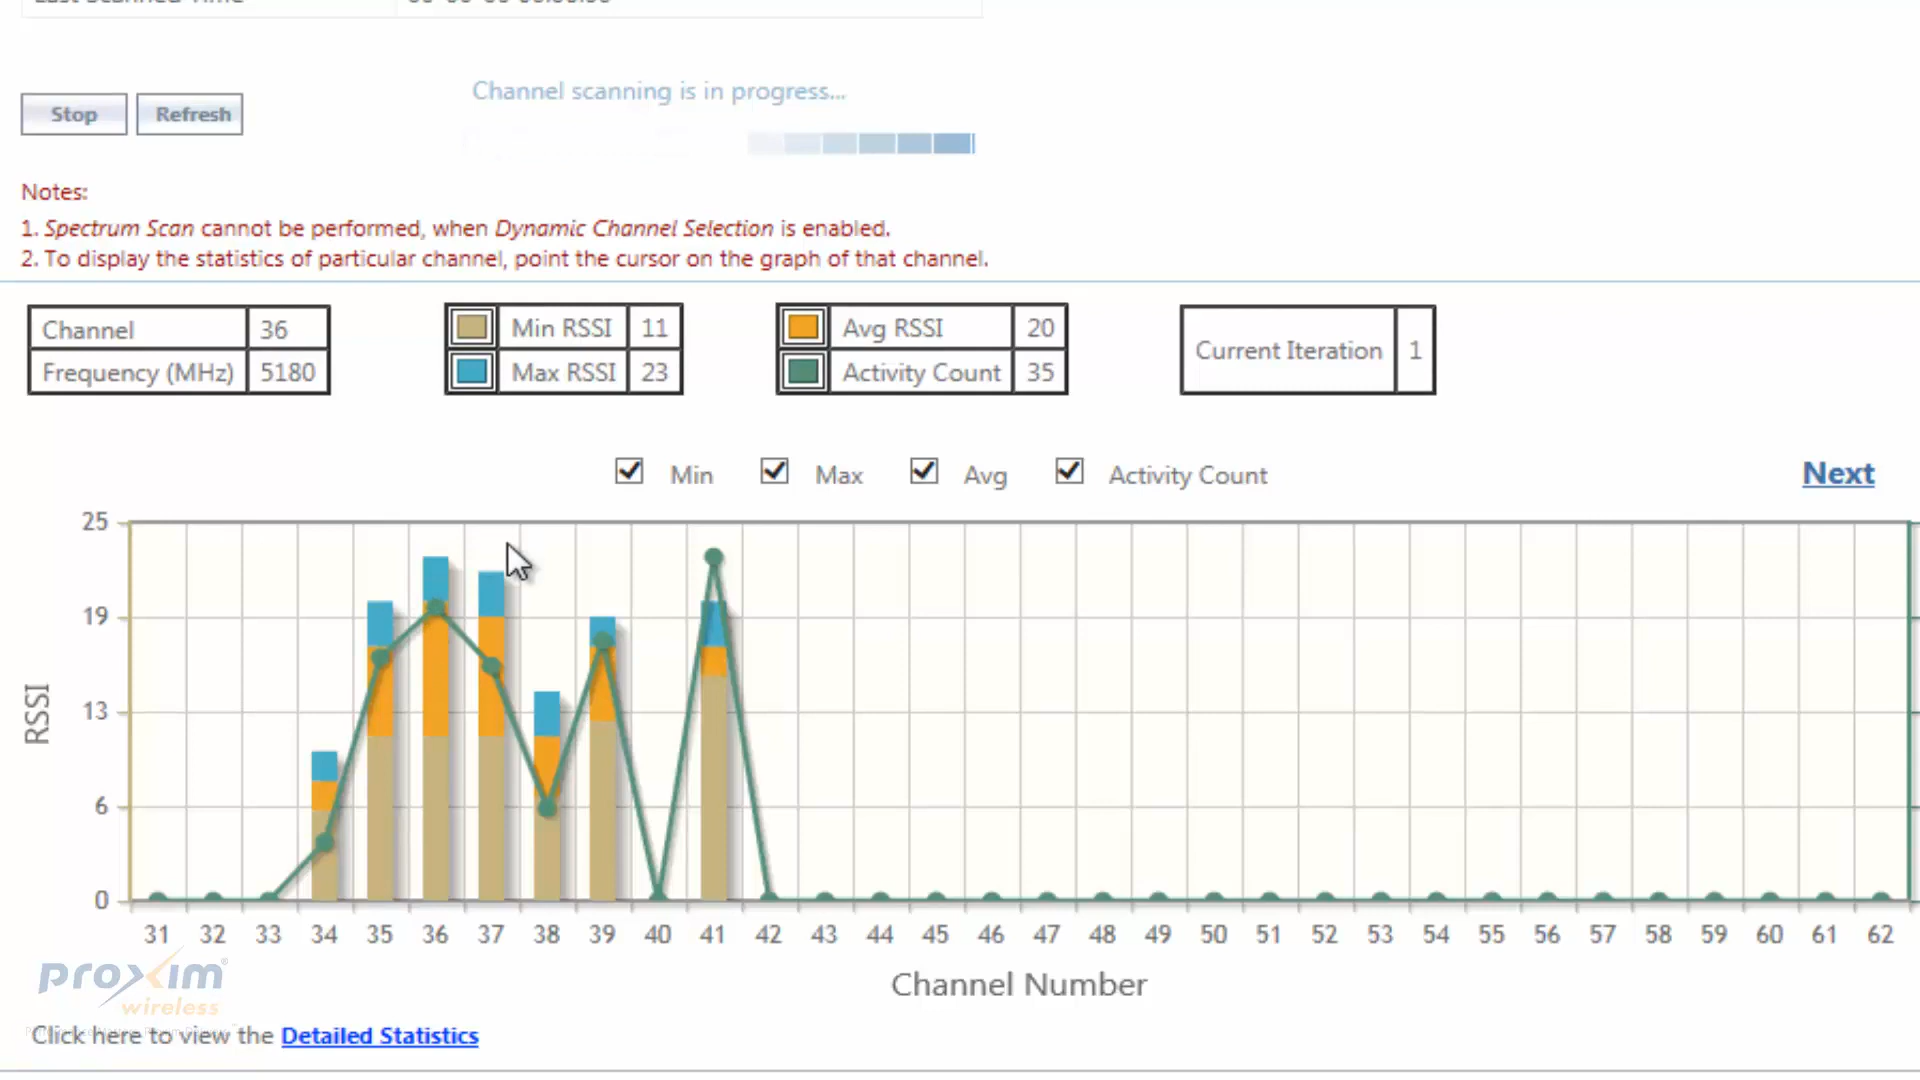 Last Scanned Time
Stop Refresh Channel scanning is in progress...
Notes:
1. Spectrum Scan cannot be performed, when Dynamic Channel Selection is enabled.
2. To display the statistics of particular channel, point the cursor on the graph of that channel.
Channel 36 Min RSSI 11 Avg RSSI 20 Current Iteration 1
Frequency (MHz) 5180 Max RSSI 23 Activity Count 35
Min Max Avg Activity Count Next
25
19
13
6
0
RSSI
31 32 33 34 35 36 37 38 39 40 41 42 43 44 45 46 47 48 49 50 51 52 53 54 55 56 57 58 59 60 61 62
Channel Number
proxim®
wireless
Click here to view the Detailed Statistics